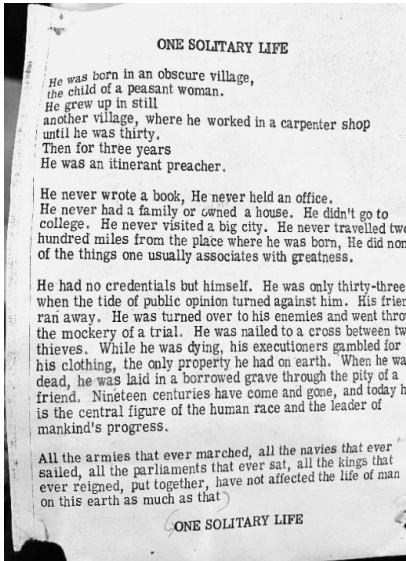 ONE SOLITARY LIFE
He was born in an obscure village,
the child of a peasant woman.
He grew up in still
another village, where he worked in a carpenter shop
until he was thirty.
Then for three years
He was an itinerant preacher.
He never wrote a book, He never held an office.
He never had a family or owned a house. He didn't go to
college. He never visited a big city. He never travelled two
hundred miles from the place where he was born, He did non
of the things one usually associates with greatness.
He had no credentials but himself. He was only thirty-three
when the tide of public opinion turned against him. His frien
ran away. He was turned over to his enemies and went throu
the mockery of a trial. He was nailed to a cross between tw
thieves. While he was dying, his executioners gambled for
his clothing, the only property he had on earth. When he wa
dead, he was laid in a borrowed grave through the pity of a
friend. Nineteen centuries have come and gone, and today h
is the central figure of the human race and the leader of
mankind's progress.
All the armies that ever marched, all the navies that ever
sailed, all the parliaments that ever sat, all the kings that
ever reigned, put together, have not affected the life of man
on this earth as much as that
ONE SOLITARY LIFE